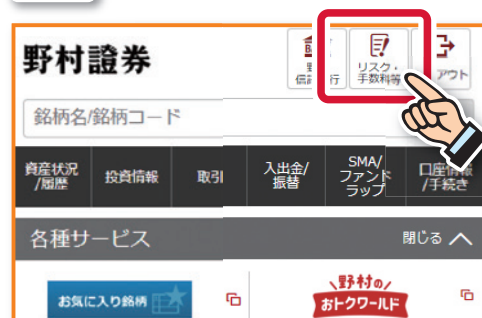 野村證券
リスク・
手数料等
アウト
銘柄名/銘柄コード
資産状況
/履歴
投資情報
取引
入出金/
振替
SMA/
ファンド
ラップ
口座情報
/手続き
各種サービス
閉じる
お気に入り銘柄
野村の
おトクワールド